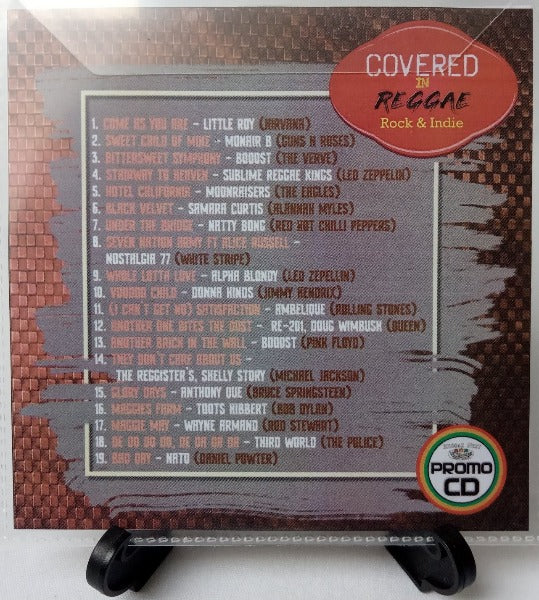 COVERED
IN
REGGAE
Rock & Indie
1. COME AS YOU ARE – LITTLE ROY (NIRVANA)
2. SWEET CHILD OF MINE – MONAIR B (GUNS N ROSES)
3. BITTERSWEET SYMPHONY – BOOOST (THE VERVE)
4. STAIRWAY TO HEAVEN – SUBLIME REGGAE KINGS (LED ZEPPELIN)
5. HOTEL CALIFORNIA – MOONRAISERS (THE EAGLES)
6. BLACK VELVET – SAMARA CURTIS (ALANNAH MYLES)
7. UNDER THE BRIDGE – NATTY BONG (RED HOT CHILLI PEPPERS)
8. SEVEN NATION ARMY FT ALICE RUSSELL –
NOSTALGIA 77 (WHITE STRIPE)
9. WHOLE LOTTA LOVE – ALPHA BLONDY (LED ZEPELLIN)
10. VOODOO CHILD – DONNA HINDS (JIMMY HENDRIX)
11. (I CAN'T GET NO) SATISFACTION – AMBELIQUE (ROLLING STONES)
12. ANOTHER ONE BITES THE DUST – RE-201, DOUG WIMBUSH (QUEEN)
13. ANOTHER BRICK IN THE WALL – BOOOST (PINK FLOYD)
14. THEY DON'T CARE ABOUT US –
THE REGGISTER'S, SHELLY STORY (MICHAEL JACKSON)
15. GLORY DAYS – ANTHONY QUE (BRUCE SPRINGSTEEN)
16. MAGGIES FARM – TOOTS HIBBERT (BOB DYLAN)
17. MAGGIE MAY – WAYNE ARMAND (ROD STEWART)
18. DE DO DO DO, DE DA DA DA – THIRD WORLD (THE POLICE)
19. BAD DAY – NATO (DANIEL POWTER)
PROMO
CD